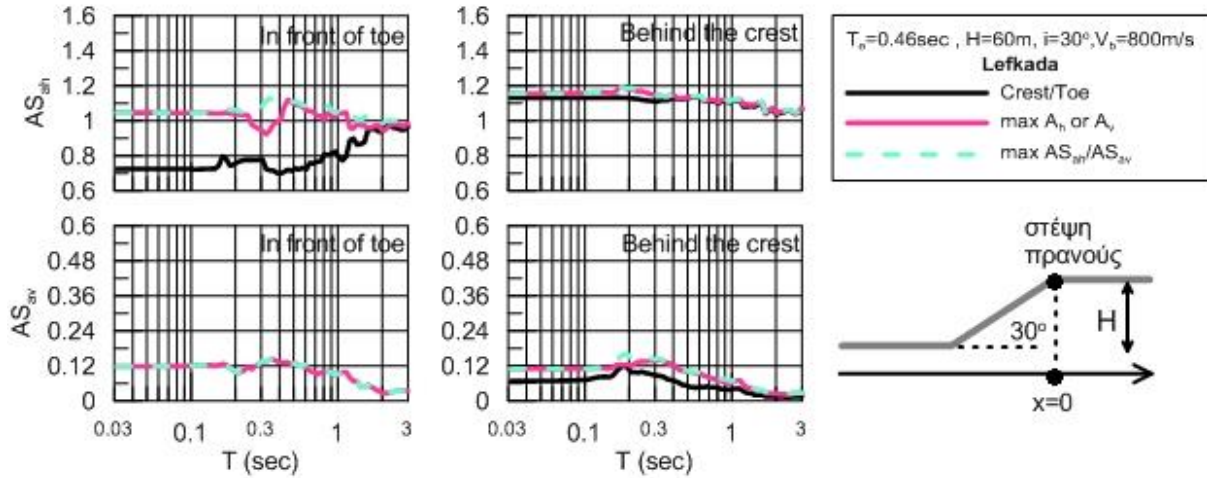 1.6
In front of toe
1.4
1.2
1
0.8
0.6
AS_ah
1.6
Behind the crest
1.4
1.2
1
0.8
0.6
0.6
In front of toe
0.48
0.36
0.24
0.12
0
AS_av
0.03
0.1
0.3
1
3
T (sec)
0.6
Behind the crest
0.48
0.36
0.24
0.12
0
0.03
0.1
0.3
1
3
T (sec)
T_e=0.46sec , H=60m, i=30°,V_b=800m/s
Lefkada
Crest/Toe
max A_h or A_v
max AS_ah/AS_av
στέψη
πρανούς
30°
H
x=0